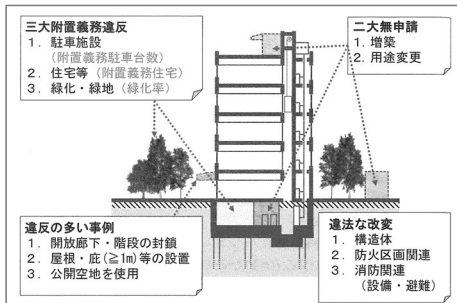 三大附置義務違反
1. 駐車施設
(附置義務駐車台数)
2. 住宅等(附置義務住宅)
3. 緑化・緑地(緑化率)
二大無申請
1. 増築
2. 用途変更
違反の多い事例
1. 開放廊下・階段の封鎖
2. 屋根・庇(≧1m)等の設置
3. 公開空地を使用
違法な改変
1. 構造体
2. 防火区画関連
3. 消防関連
(設備・避難)